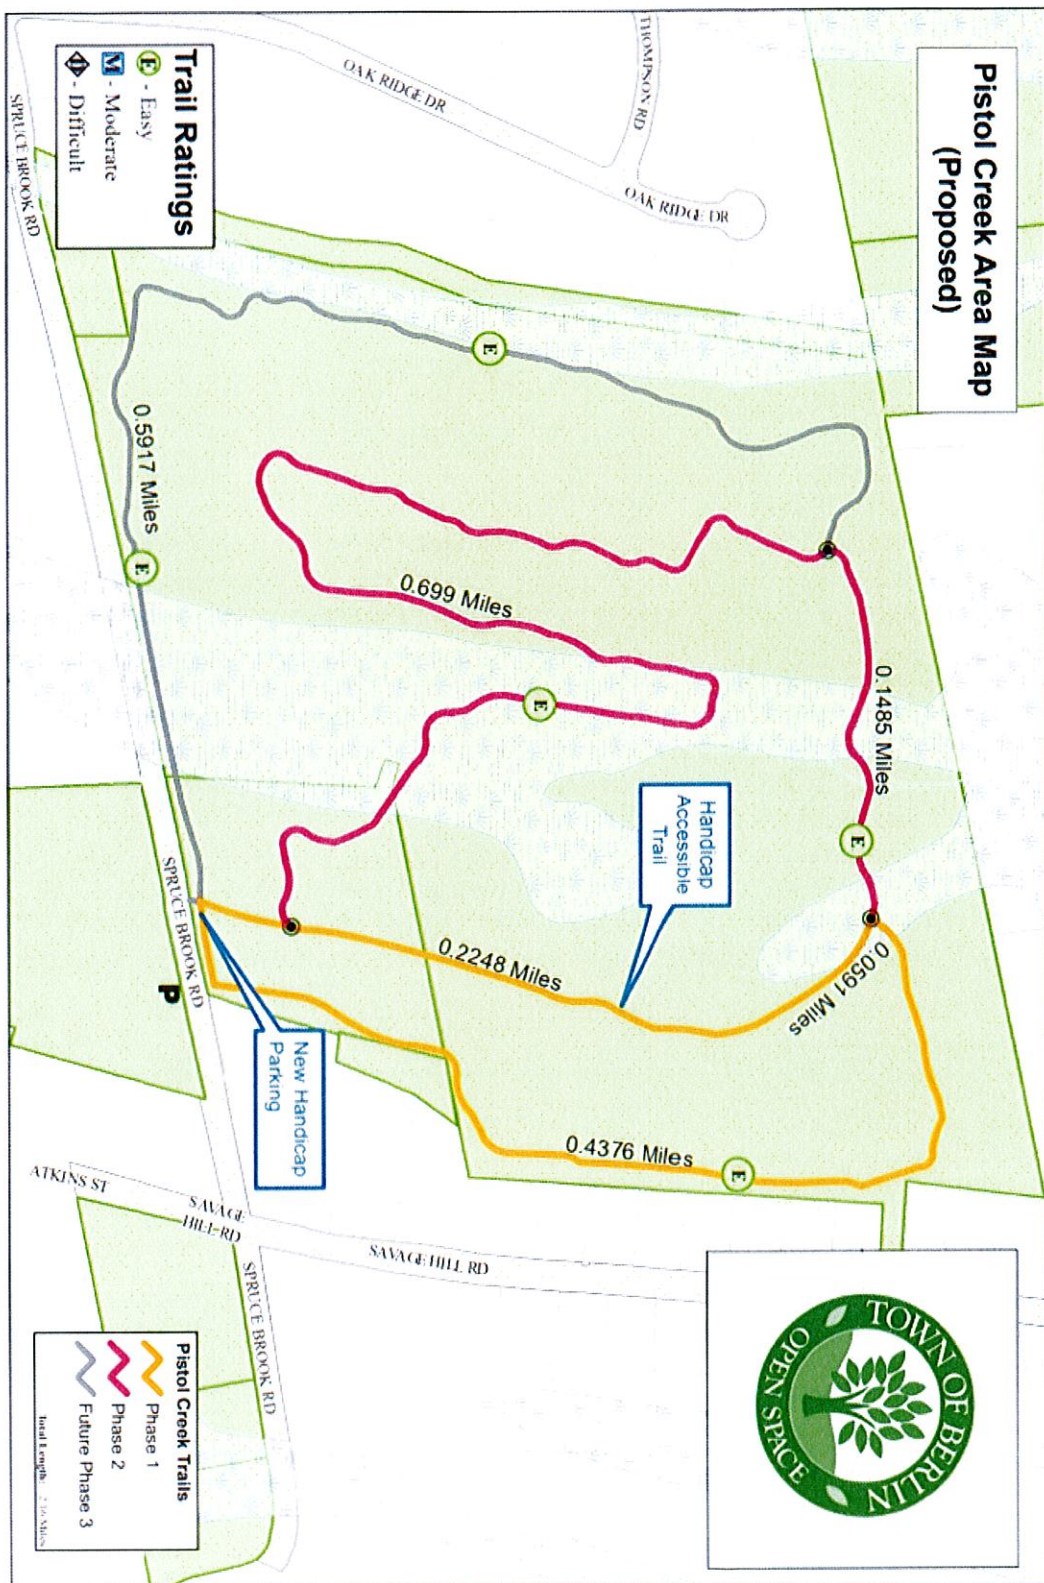 Pistol Creek Area Map
(Proposed)
THOMPSON RD
OAK RIDGE DR
OAK RIDGE DR
Trail Ratings
E - Easy
M - Moderate
D - Difficult
SPRUCE BROOK RD
E
0.5917 Miles
E
0.699 Miles
E
0.1485 Miles
E
Handicap
Accessible
Trail
0.2248 Miles
0.0591 Miles
SPRUCE BROOK RD
P
New Handicap
Parking
0.4376 Miles
E
ATKINS ST
SAVAGE
HILL RD
SAVAGE HILL RD
SPRUCE BROOK RD
TOWN OF BERLIN
OPEN SPACE
Pistol Creek Trails
Phase 1
Phase 2
Future Phase 3
Total Length: 2.16 Miles